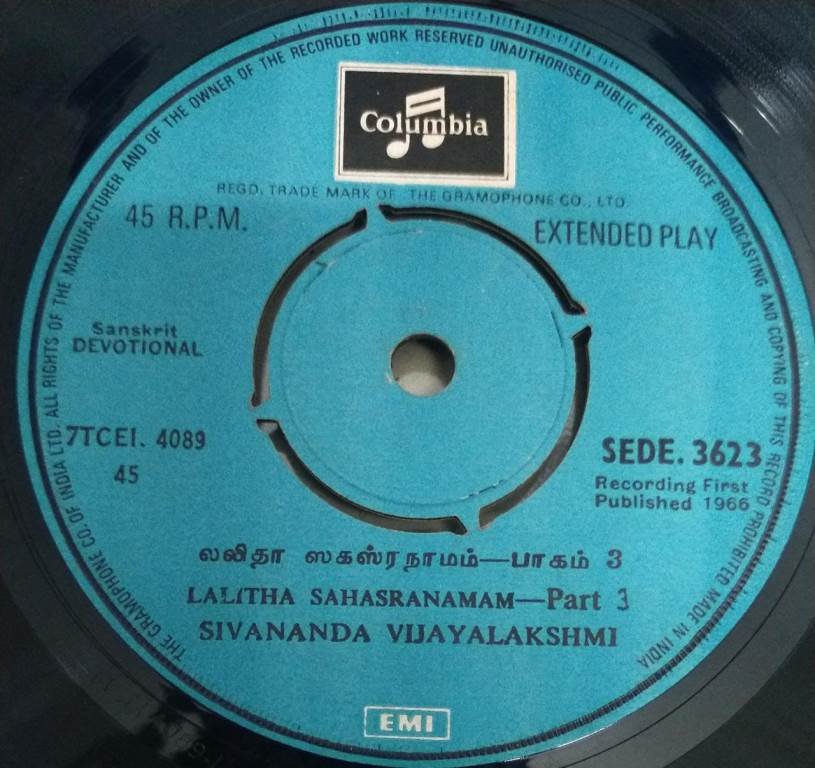 THE GRAMOPHONE CO. OF INDIA LTD. ALL RIGHTS OF THE MANUFACTURER AND OF THE OWNER OF THE RECORDED WORK RESERVED UNAUTHORISED PUBLIC PERFORMANCE BROADCASTING AND COPYING OF THIS RECORD PROHIBITED MADE IN INDIA
Columbia
REGD. TRADE MARK OF THE GRAMOPHONE CO., LTD.
45 R.P.M.
EXTENDED PLAY
Sanskrit
DEVOTIONAL
7TCEI. 4089
45
SEDE. 3623
Recording First
Published 1966
லலிதா ஸகஸ்ரநாமம்—பாகம் 3
LALITHA SAHASRANAMAM—Part 3
SIVANANDA VIJAYALAKSHMI
EMI